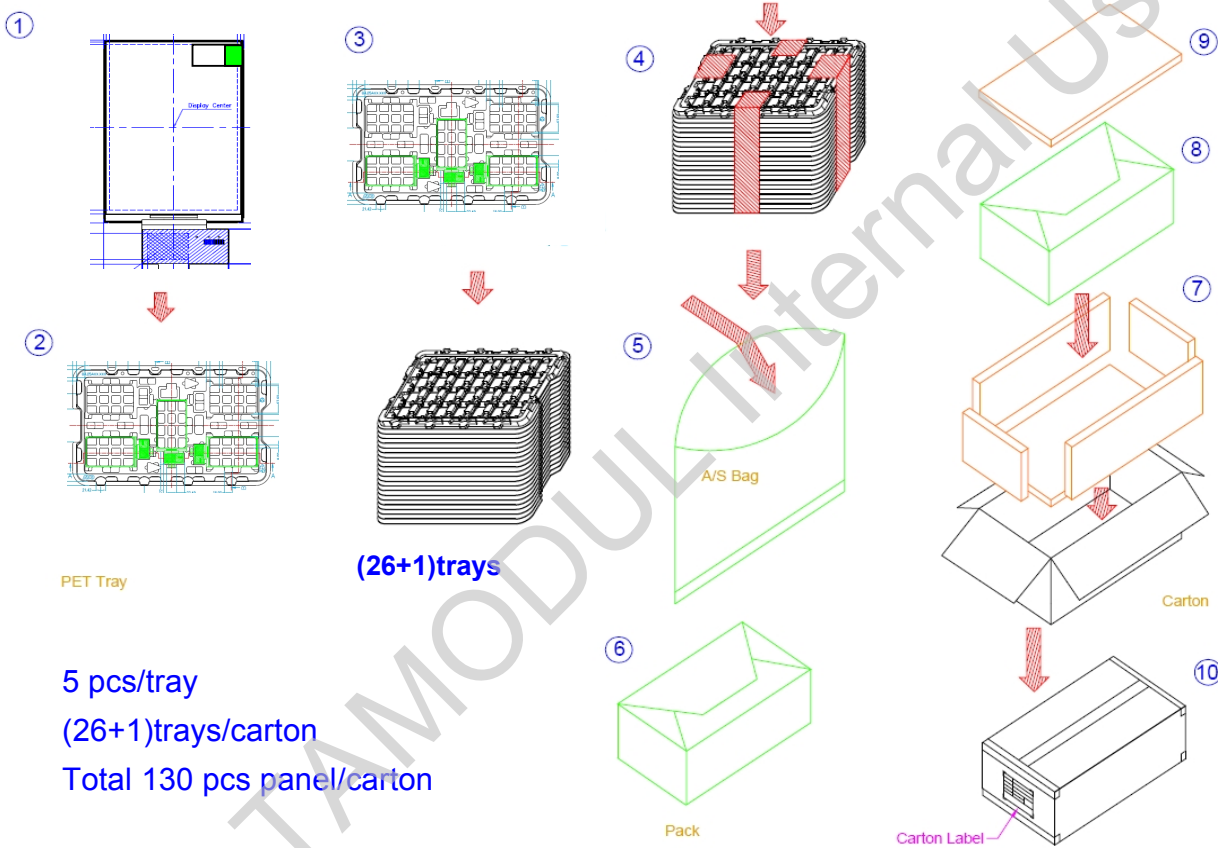 1
Display Center
2
PET Tray
5 pcs/tray
(26+1)trays/carton
Total 130 pcs panel/carton
3
(26+1)trays
4
5
A/S Bag
6
Pack
9
8
7
Carton
10
Carton Label
TAMODUL Internal Us